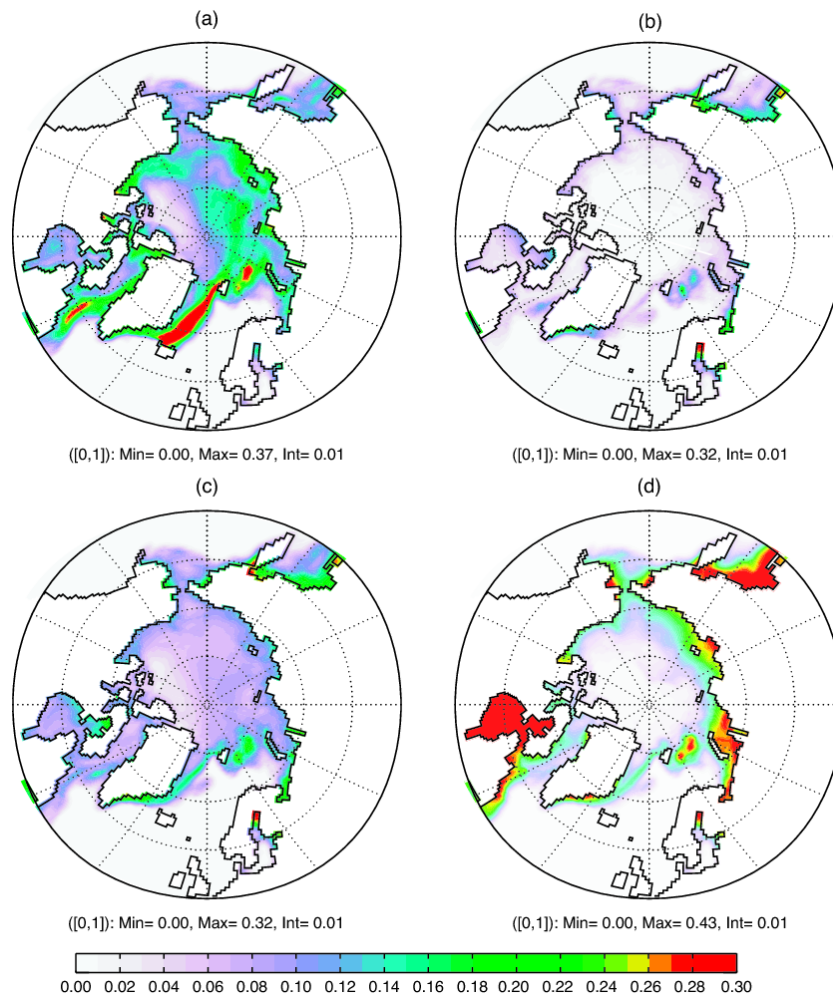 (a) (b)
([0,1]): Min= 0.00, Max= 0.37, Int= 0.01 ([0,1]): Min= 0.00, Max= 0.32, Int= 0.01
(c) (d)
([0,1]): Min= 0.00, Max= 0.32, Int= 0.01 ([0,1]): Min= 0.00, Max= 0.43, Int= 0.01
0.00 0.02 0.04 0.06 0.08 0.10 0.12 0.14 0.16 0.18 0.20 0.22 0.24 0.26 0.28 0.30